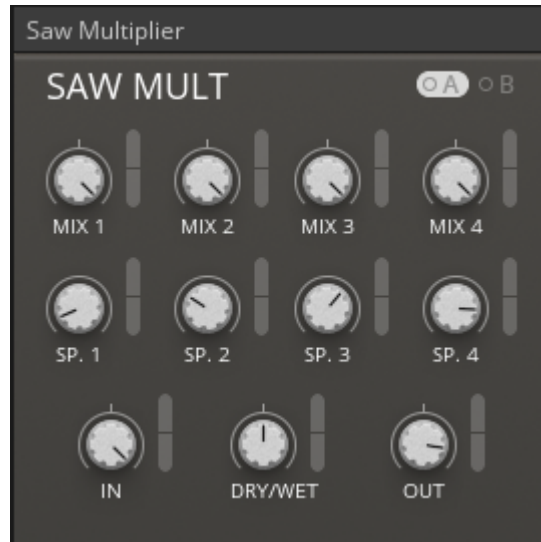 Saw Multiplier
SAW MULT A B
MIX 1 MIX 2 MIX 3 MIX 4
SP. 1 SP. 2 SP. 3 SP. 4
IN DRY/WET OUT